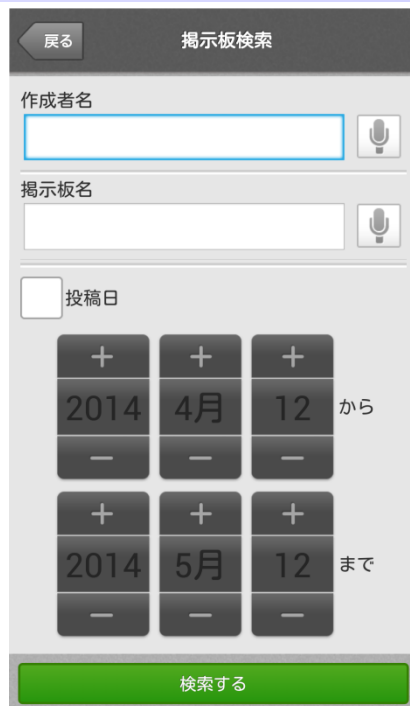 戻る 掲示板検索
作成者名
掲示板名
投稿日
+ + +
2014 4月 12 から
− − −
+ + +
2014 5月 12 まで
− − −
検索する